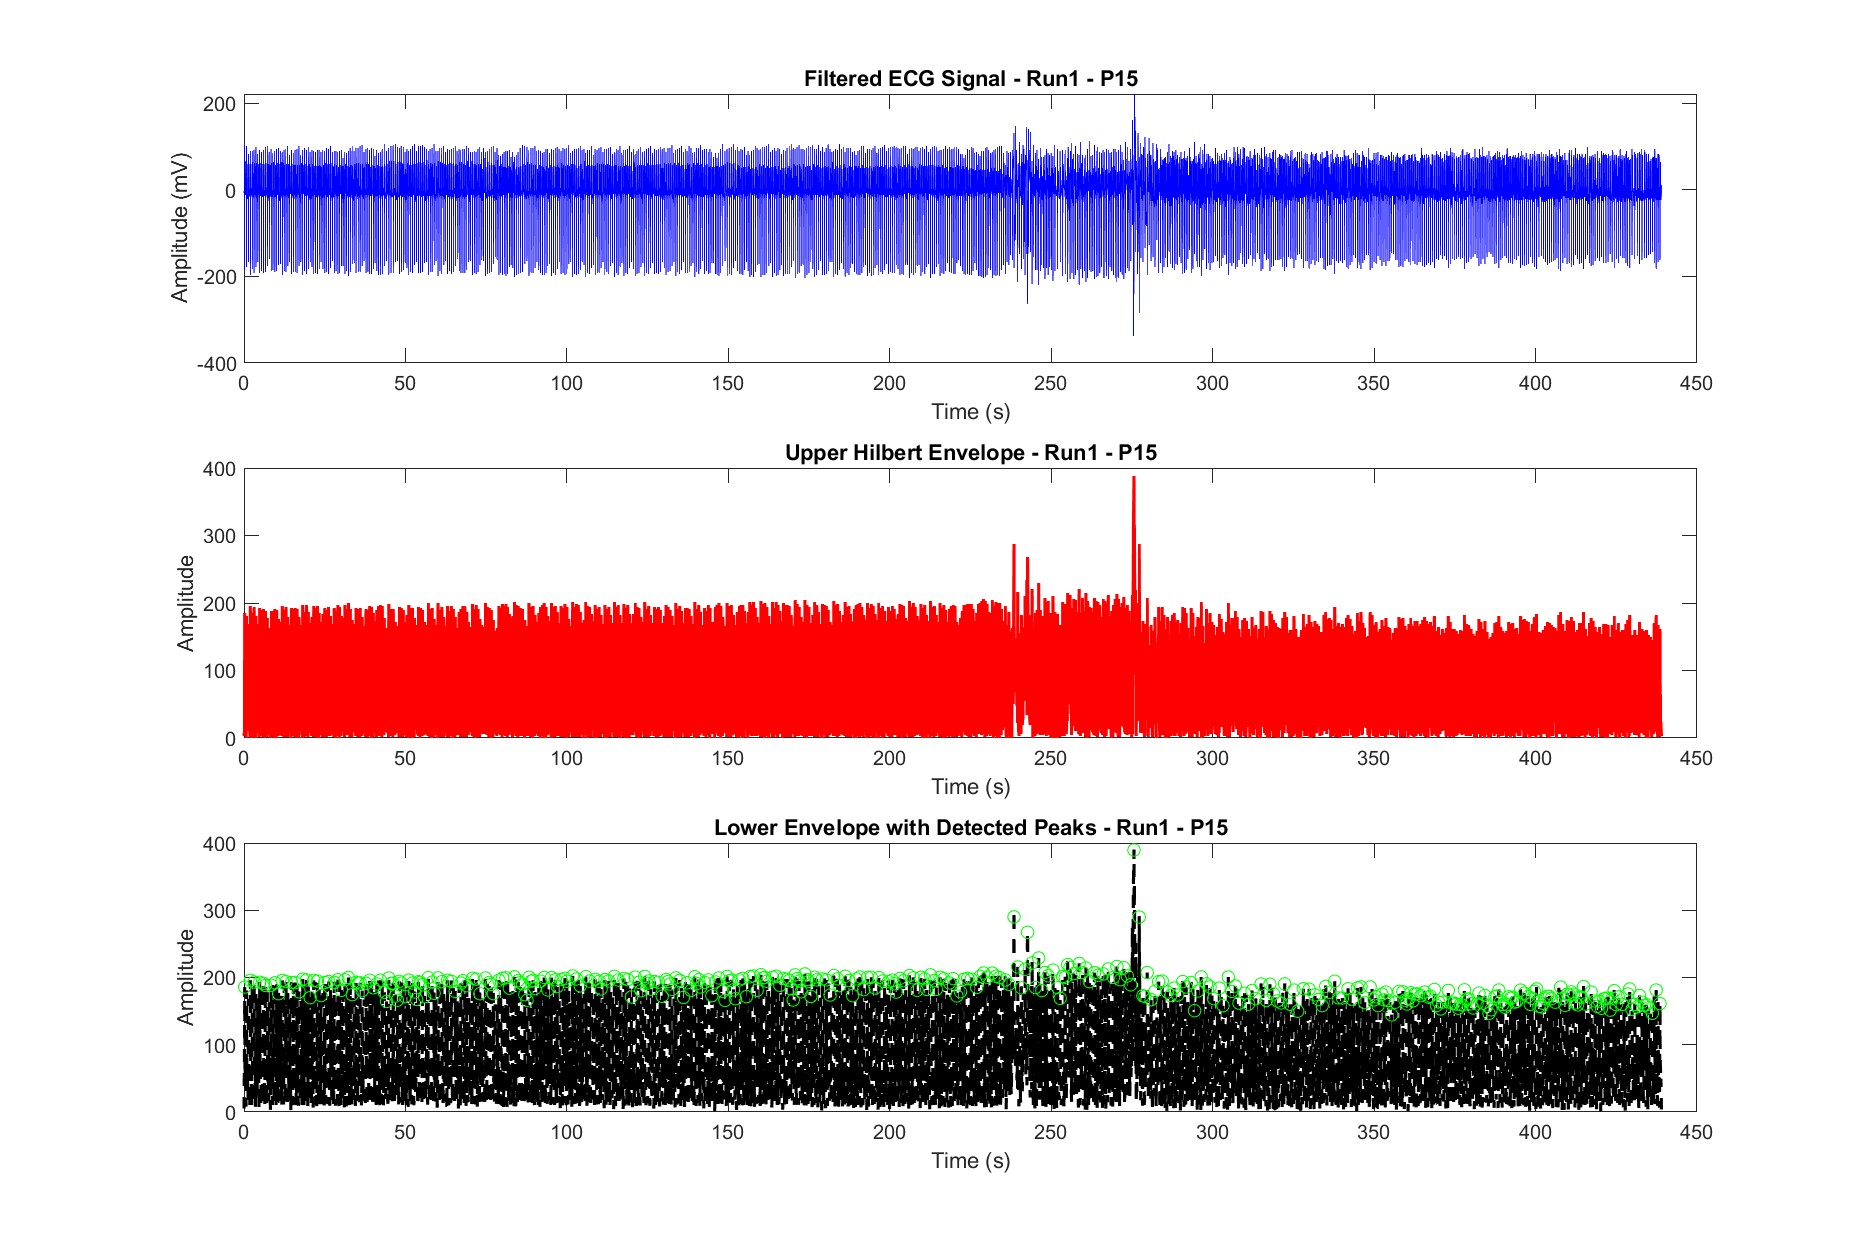 Filtered ECG Signal - Run1 - P15
Amplitude (mV)
200
0
-200
-400
0 50 100 150 200 250 300 350 400 450
Time (s)
Upper Hilbert Envelope - Run1 - P15
Amplitude
400
300
200
100
0
0 50 100 150 200 250 300 350 400 450
Time (s)
Lower Envelope with Detected Peaks - Run1 - P15
Amplitude
400
300
200
100
0
0 50 100 150 200 250 300 350 400 450
Time (s)